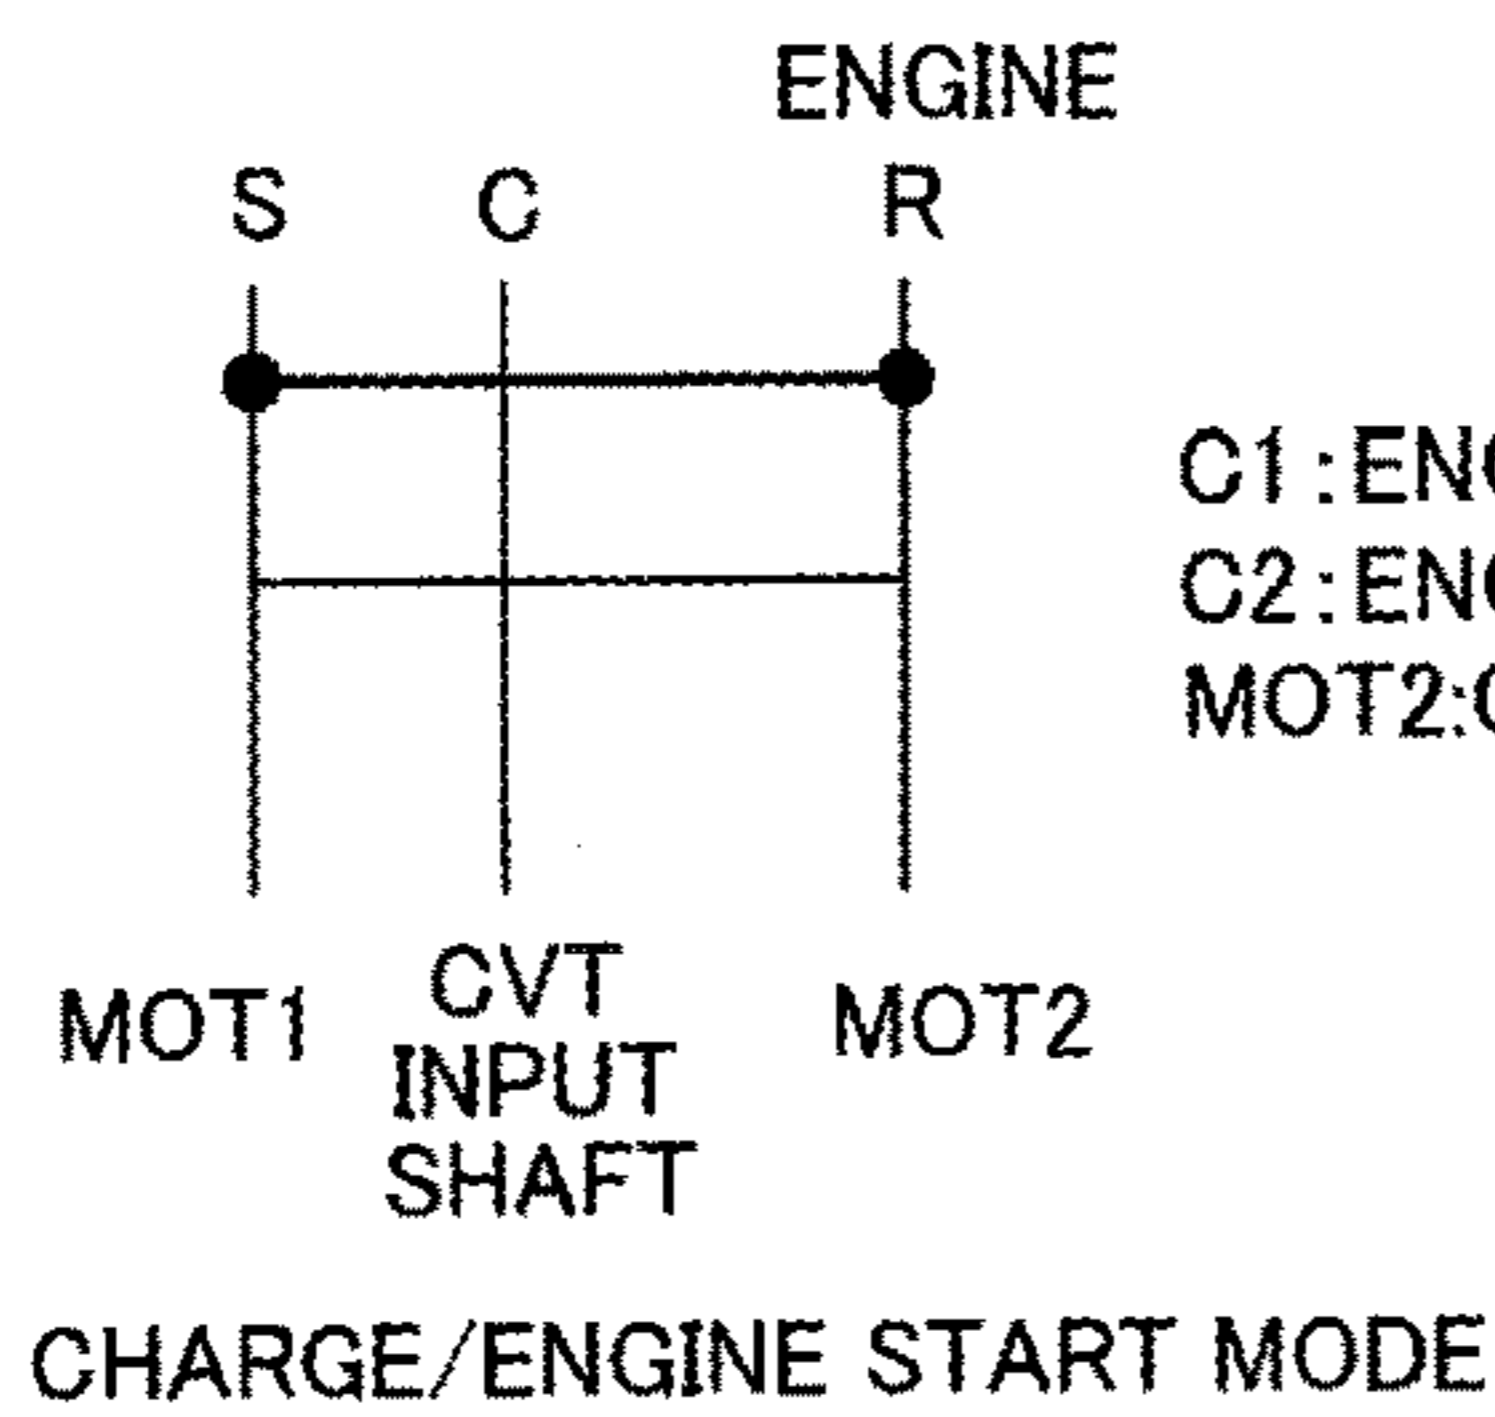 ENGINE
S C R
C1:EN
C2:EN
MOT2:
MOT1 CVT INPUT SHAFT MOT2
CHARGE/ENGINE START MODE